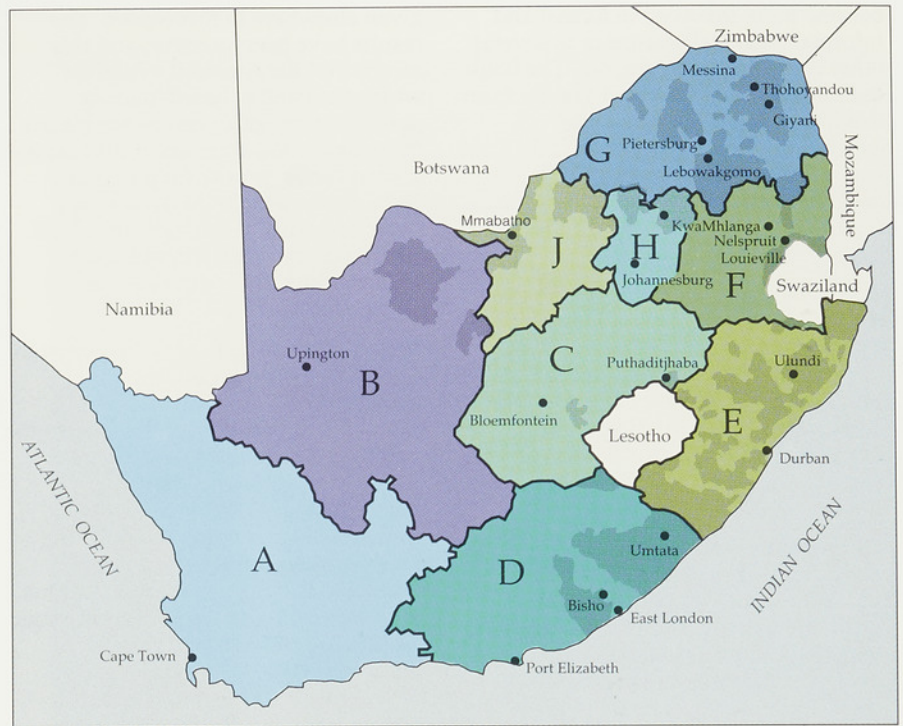 Zimbabwe
Messina
Thohoyandou
Giyani
G
Pietersburg
Lebowakgomo
Mozambique
Botswana
Mmabatho
J
H
KwaMhlanga
Nelspruit
Louieville
Johannesburg
F
Swaziland
Namibia
Upington
B
C
Puthaditjhaba
Ulundi
Bloemfontein
E
Lesotho
Durban
ATLANTIC OCEAN
INDIAN OCEAN
A
D
Umtata
Bisho
East London
Cape Town
Port Elizabeth